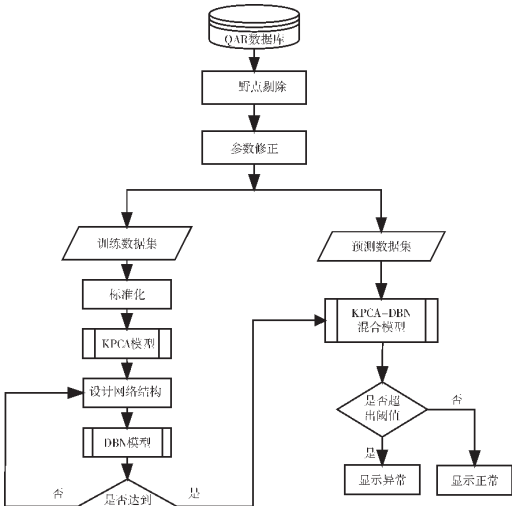 QAR数据库
野点剔除
参数修正
训练数据集
标准化
KPCA模型
设计网络结构
DBN模型
是否达到
否
是
预测数据集
KPCA-DBN
混合模型
是否超
出阈值
否
是
显示异常
显示正常